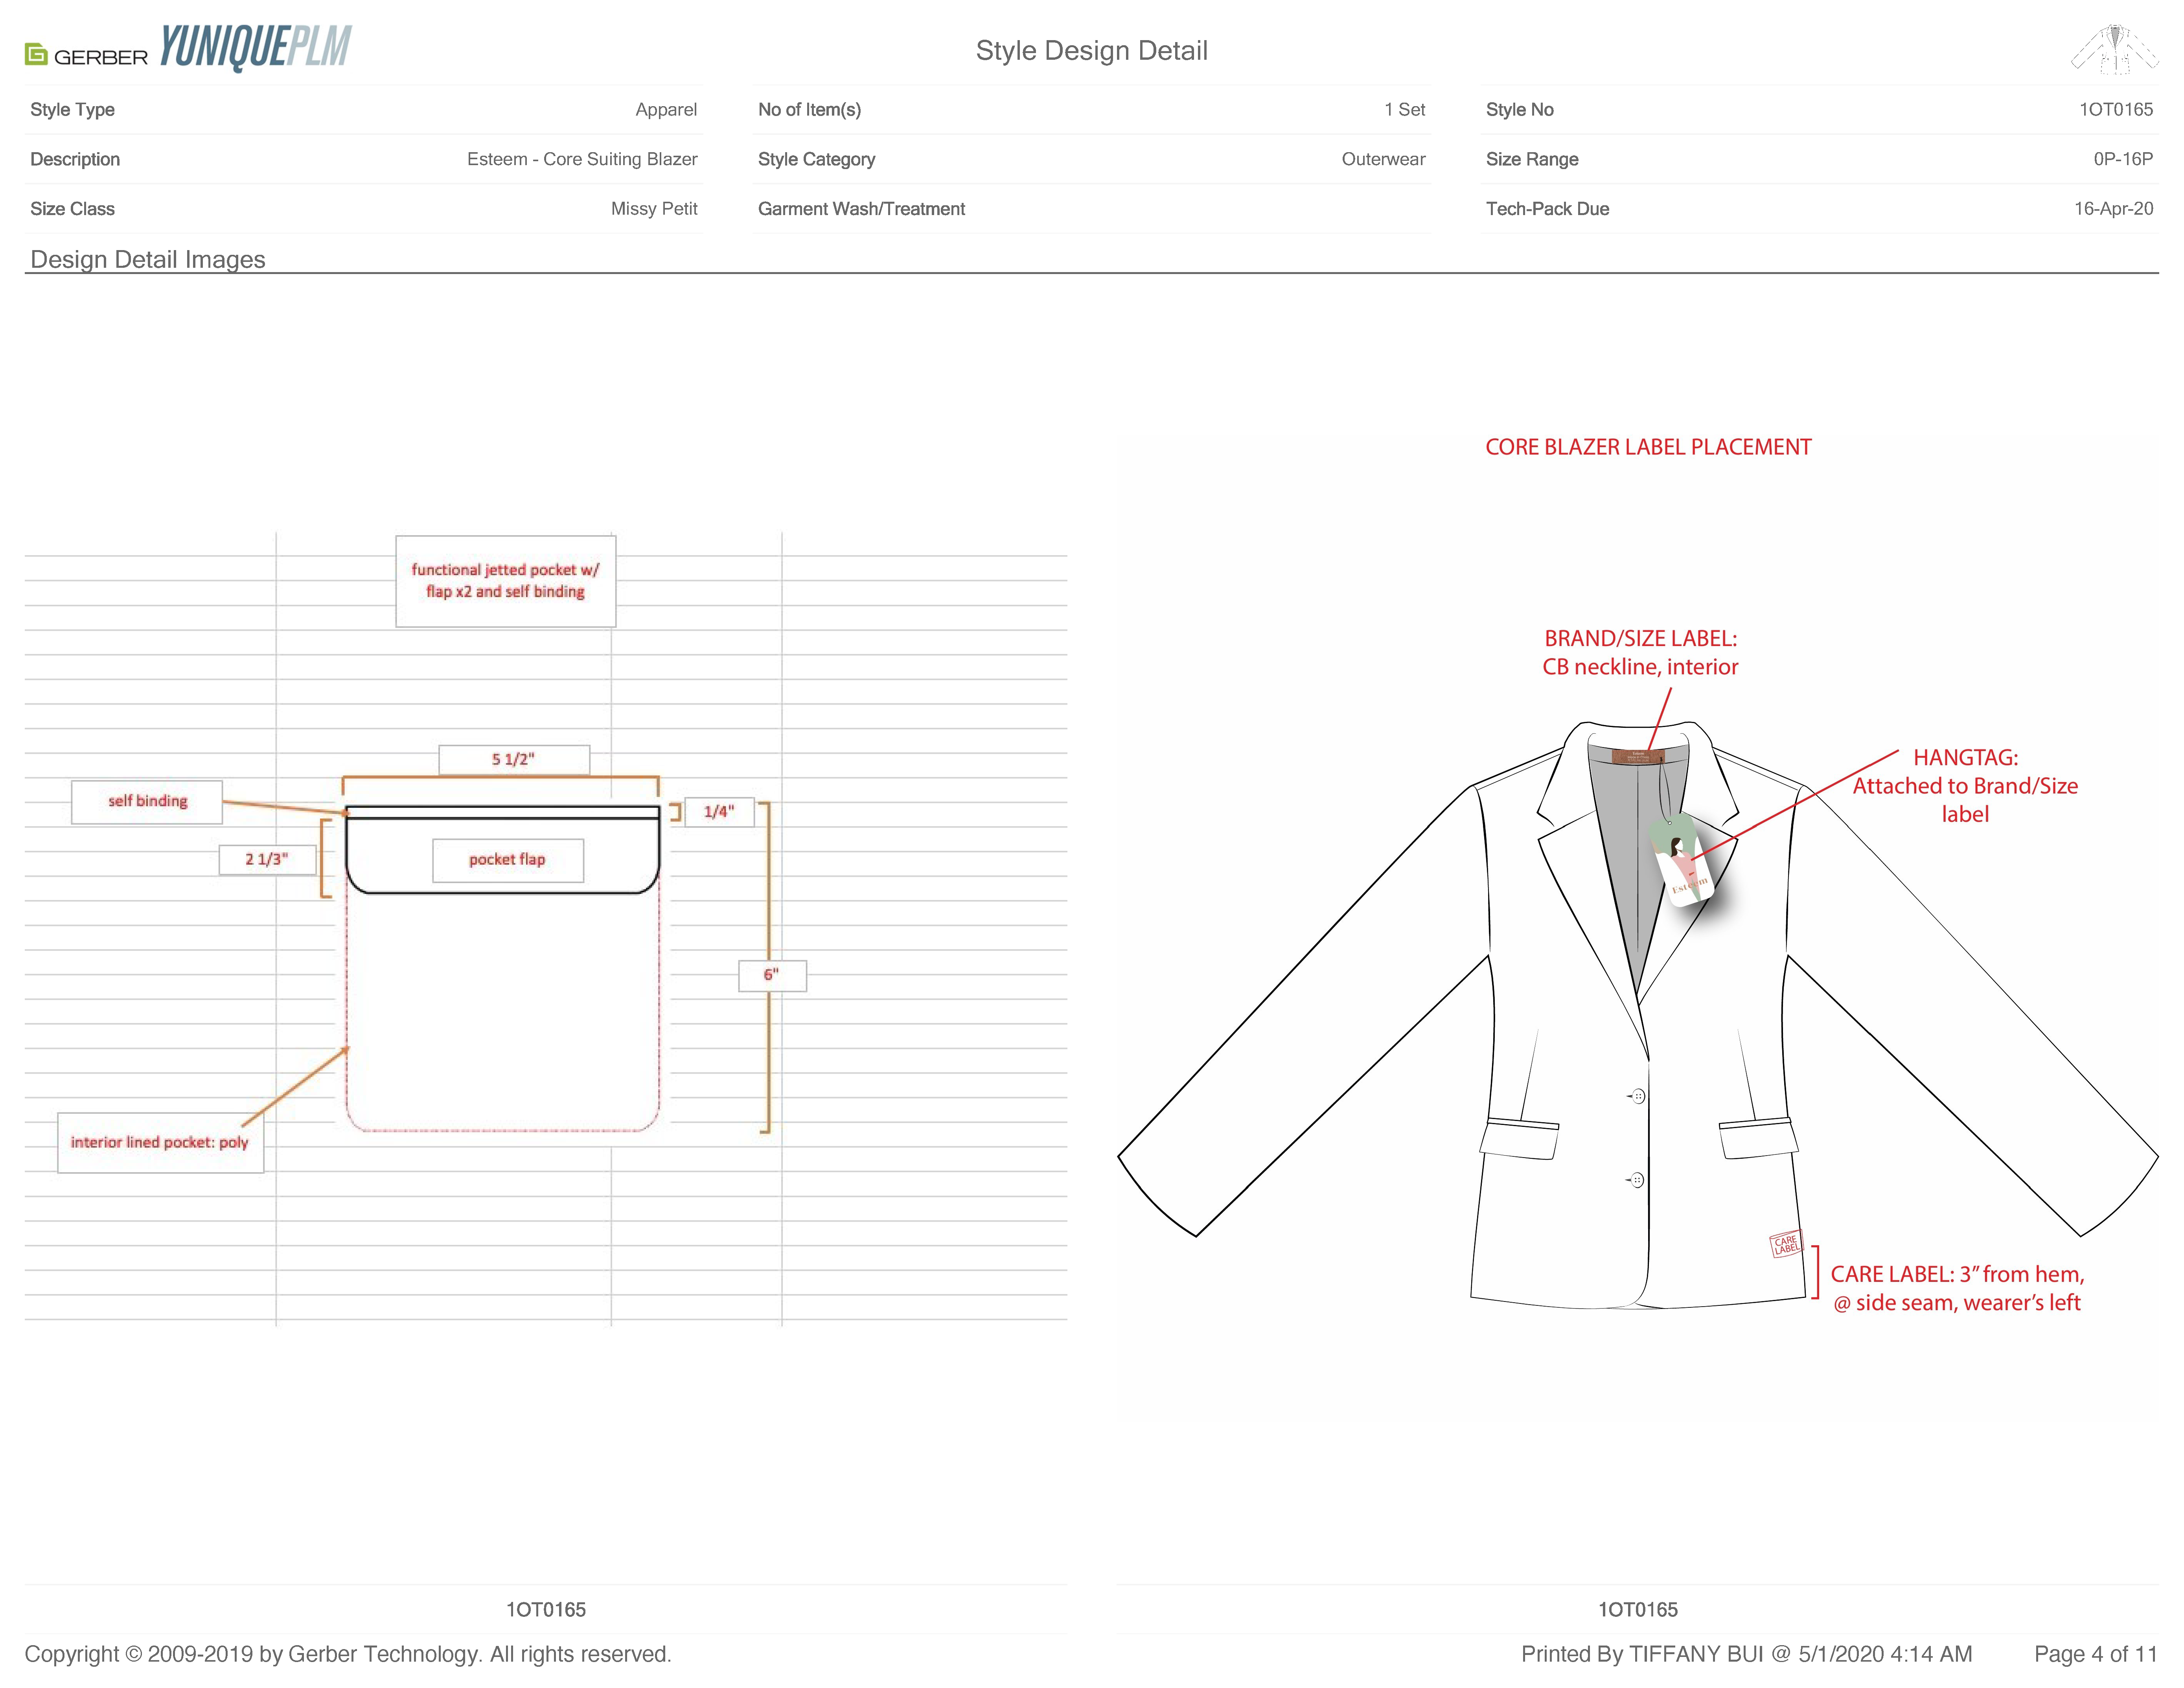 GERBER YUNIQUEPLM
Style Design Detail
Style Type Apparel No of Item(s) 1 Set Style No 1OT0165
Description Esteem - Core Suiting Blazer Style Category Outerwear Size Range 0P-16P
Size Class Missy Petit Garment Wash/Treatment Tech-Pack Due 16-Apr-20
Design Detail Images
functional jetted pocket w/
flap x2 and self binding
5 1/2"
self binding
1/4"
2 1/3"
pocket flap
6"
interior lined pocket: poly
CORE BLAZER LABEL PLACEMENT
BRAND/SIZE LABEL:
CB neckline, interior
HANGTAG:
Attached to Brand/Size
label
Esteem
CARE
LABEL
CARE LABEL: 3” from hem,
@ side seam, wearer’s left
1OT0165
1OT0165
Copyright © 2009-2019 by Gerber Technology. All rights reserved.
Printed By TIFFANY BUI @ 5/1/2020 4:14 AM
Page 4 of 11